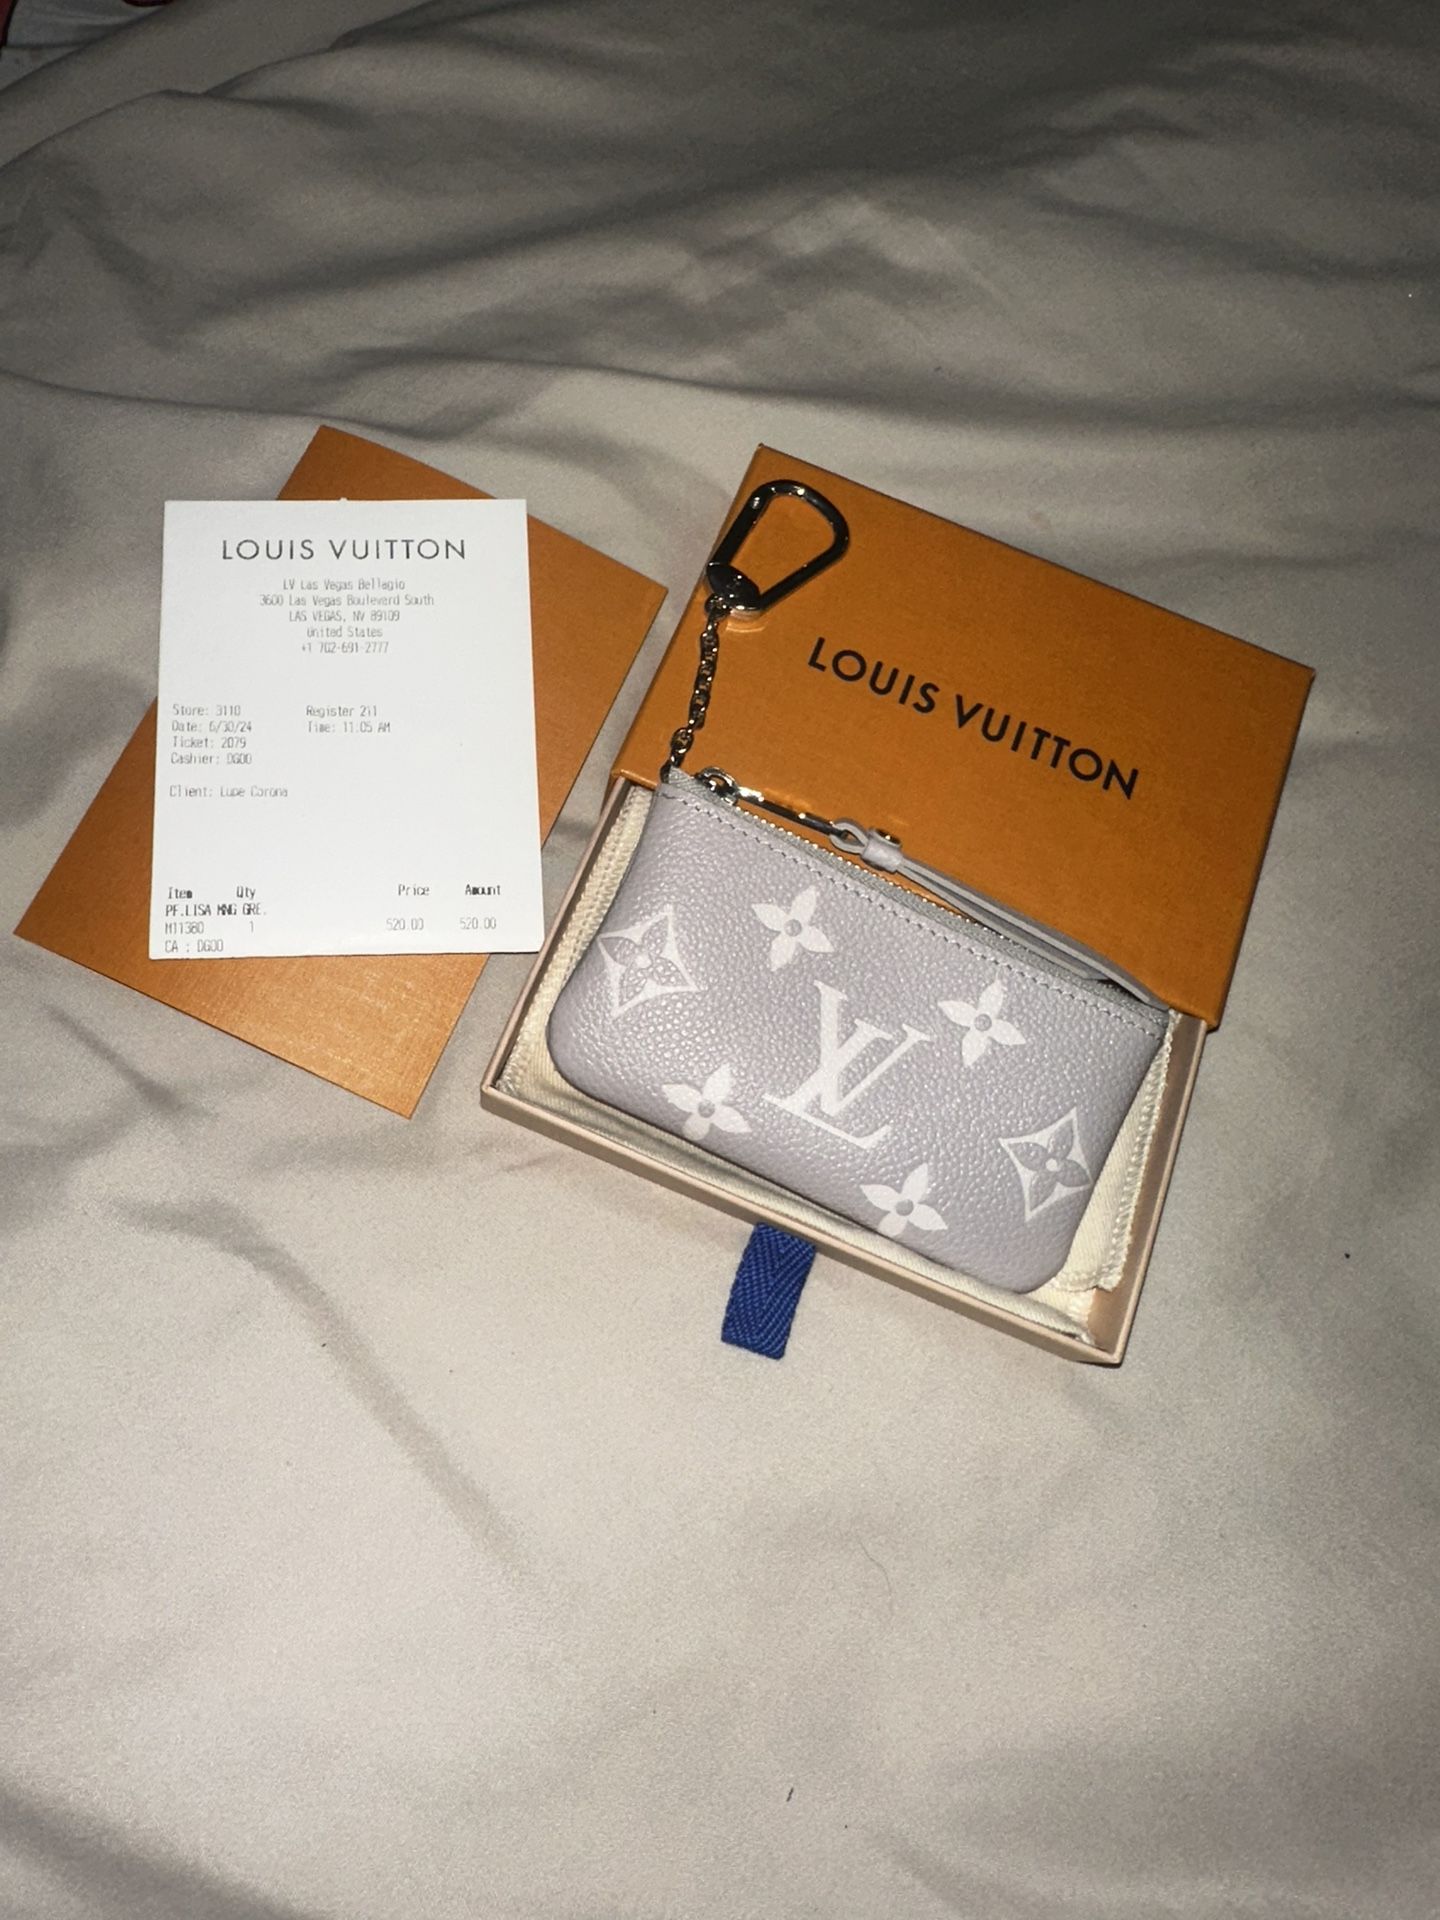 LOUIS VUITTON
LV Las Vegas Bellagio
3600 Las Vegas Boulevard South
LAS VEGAS, NV 89109
United States
+1 702-691-2777
Store: 3110 Register 211
Date: 6/30/24 Time: 11:05 AM
Ticket: 2079
Cashier: DG00
Client: Lupe Corona
Item Qty Price Amount
PF.LISA MNG GRE.
M11380 1 520.00 520.00
CA : DG00
LOUIS VUITTON
LV